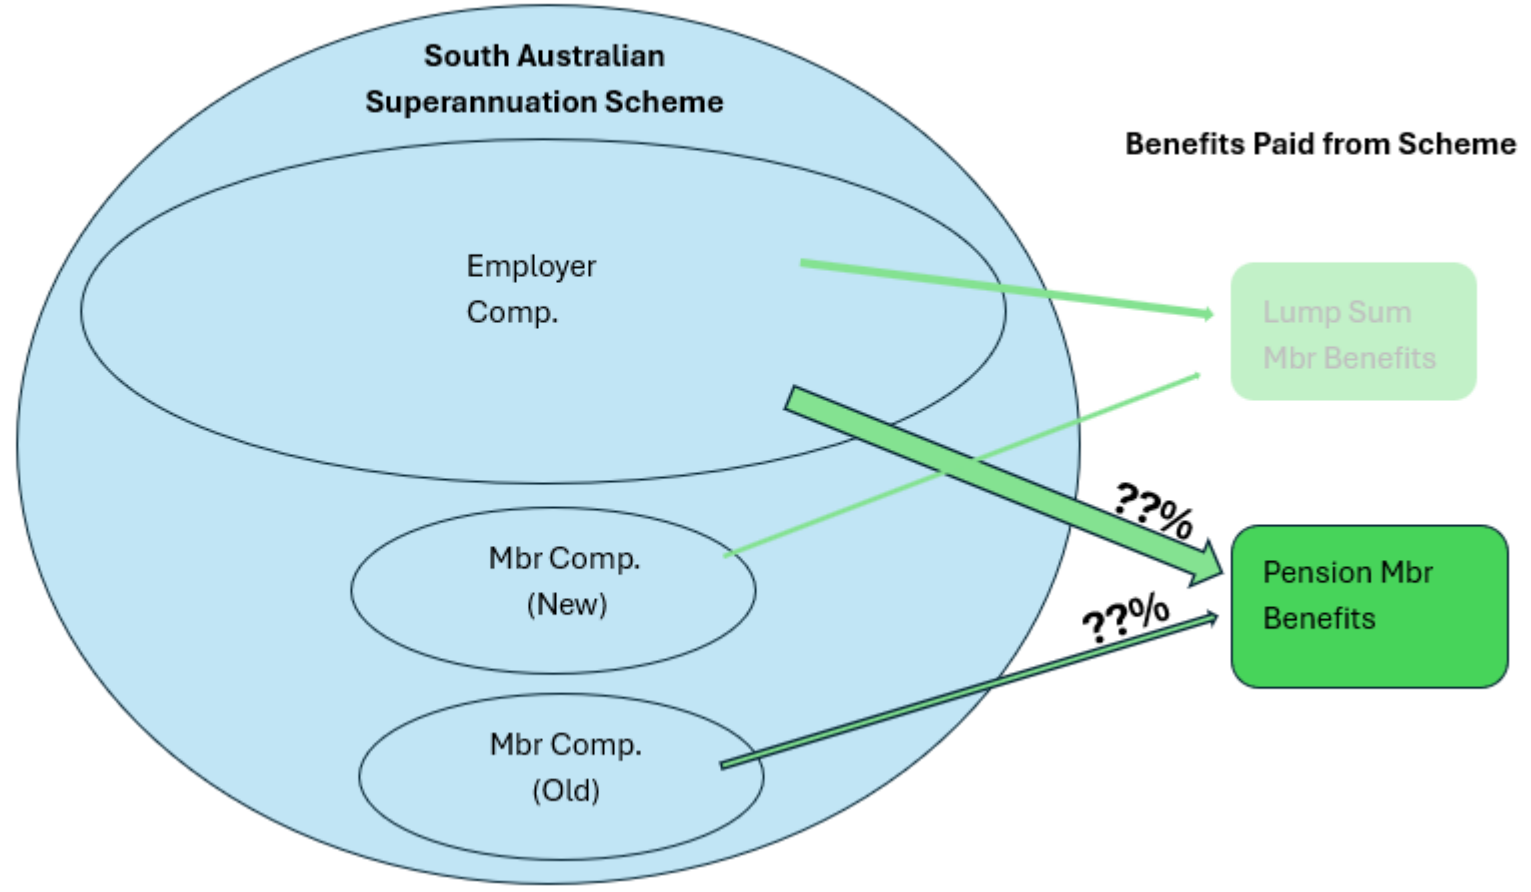 South Australian
Superannuation Scheme
Benefits Paid from Scheme
Employer
Comp.
Lump Sum
Mbr Benefits
??%
Pension Mbr
Benefits
??%
Mbr Comp.
(New)
Mbr Comp.
(Old)